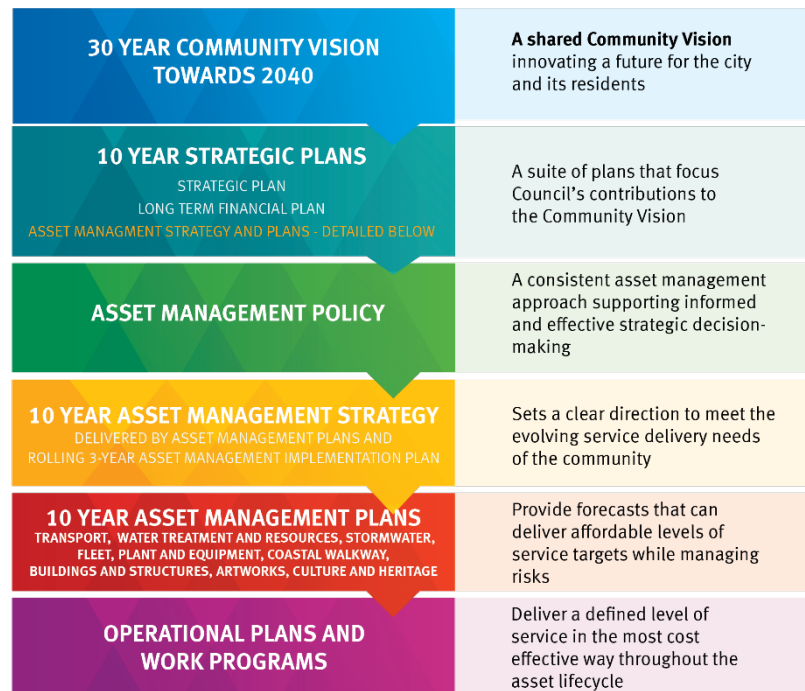 30 YEAR COMMUNITY VISION
TOWARDS 2040
A shared Community Vision
innovating a future for the city
and its residents
10 YEAR STRATEGIC PLANS
STRATEGIC PLAN
LONG TERM FINANCIAL PLAN
ASSET MANAGMENT STRATEGY AND PLANS - DETAILED BELOW
A suite of plans that focus
Council’s contributions to
the Community Vision
ASSET MANAGEMENT POLICY
A consistent asset management
approach supporting informed
and effective strategic decision-
making
10 YEAR ASSET MANAGEMENT STRATEGY
DELIVERED BY ASSET MANAGEMENT PLANS AND
ROLLING 3-YEAR ASSET MANAGEMENT IMPLEMENTATION PLAN
Sets a clear direction to meet the
evolving service delivery needs
of the community
10 YEAR ASSET MANAGEMENT PLANS
TRANSPORT, WATER TREATMENT AND RESOURCES, STORMWATER,
FLEET, PLANT AND EQUIPMENT, COASTAL WALKWAY,
BUILDINGS AND STRUCTURES, ARTWORKS, CULTURE AND HERITAGE
Provide forecasts that can
deliver affordable levels of
service targets while managing
risks
OPERATIONAL PLANS AND
WORK PROGRAMS
Deliver a defined level of
service in the most cost
effective way throughout the
asset lifecycle